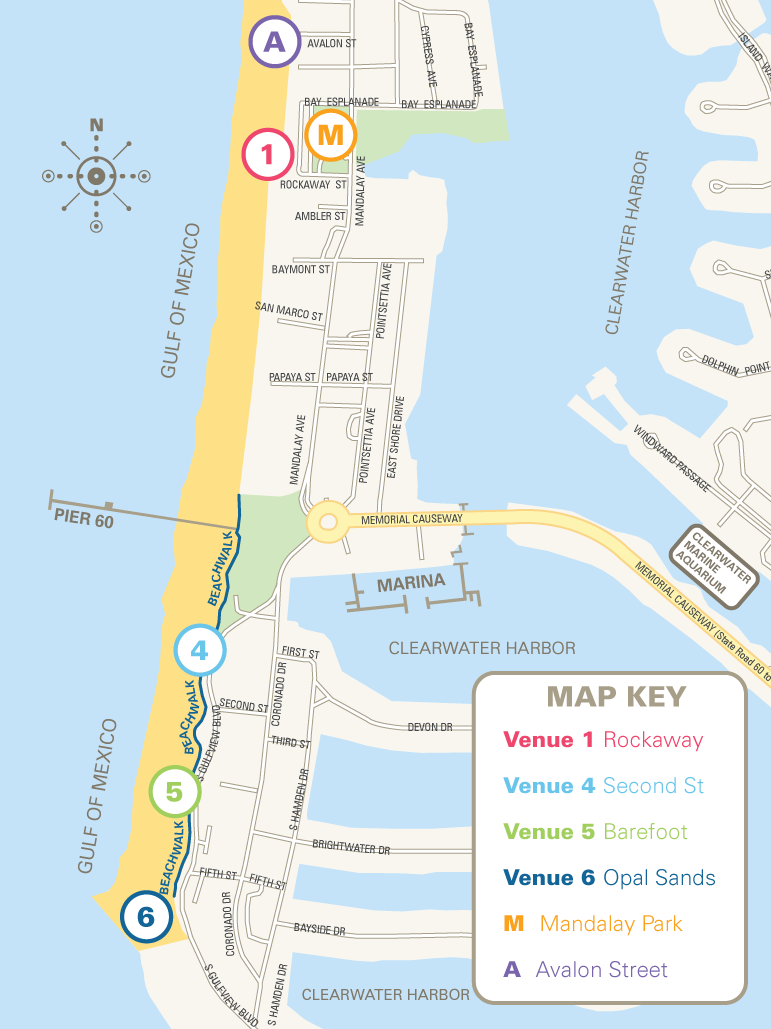 A
AVALON ST
CYPRESS AVE
BAY ESPLANADE
BAY ESPLANADE
BAY ESPLANADE
M
N
1
ROCKAWAY ST
MANDALAY AVE
AMBLER ST
GULF OF MEXICO
CLEARWATER HARBOR
BAYMONT ST
POINTSETTIA AVE
SAN MARCO ST
DOLPHIN POINT
PAPAYA ST
PAPAYA ST
MANDALAY AVE
POINTSETTIA AVE
EAST SHORE DRIVE
WINDWARD PASSAGE
PIER 60
MEMORIAL CAUSEWAY
BEACHWALK
MARINA
CLEARWATER
MARINE
AQUARIUM
MEMORIAL CAUSEWAY (State Road 60 to
4
CLEARWATER HARBOR
FIRST ST
CORONADO DR
BEACHWALK
SECOND ST
S GULFVIEW BLVD
DEVON DR
THIRD ST
GULF OF MEXICO
5
S HAMDEN DR
BEACHWALK
BRIGHTWATER DR
FIFTH ST
FIFTH ST
6
CORONADO DR
BAYSIDE DR
S GULFVIEW BLVD
S HAMDEN DR
CLEARWATER HARBOR
MAP KEY
Venue 1 Rockaway
Venue 4 Second St
Venue 5 Barefoot
Venue 6 Opal Sands
M Mandalay Park
A Avalon Street